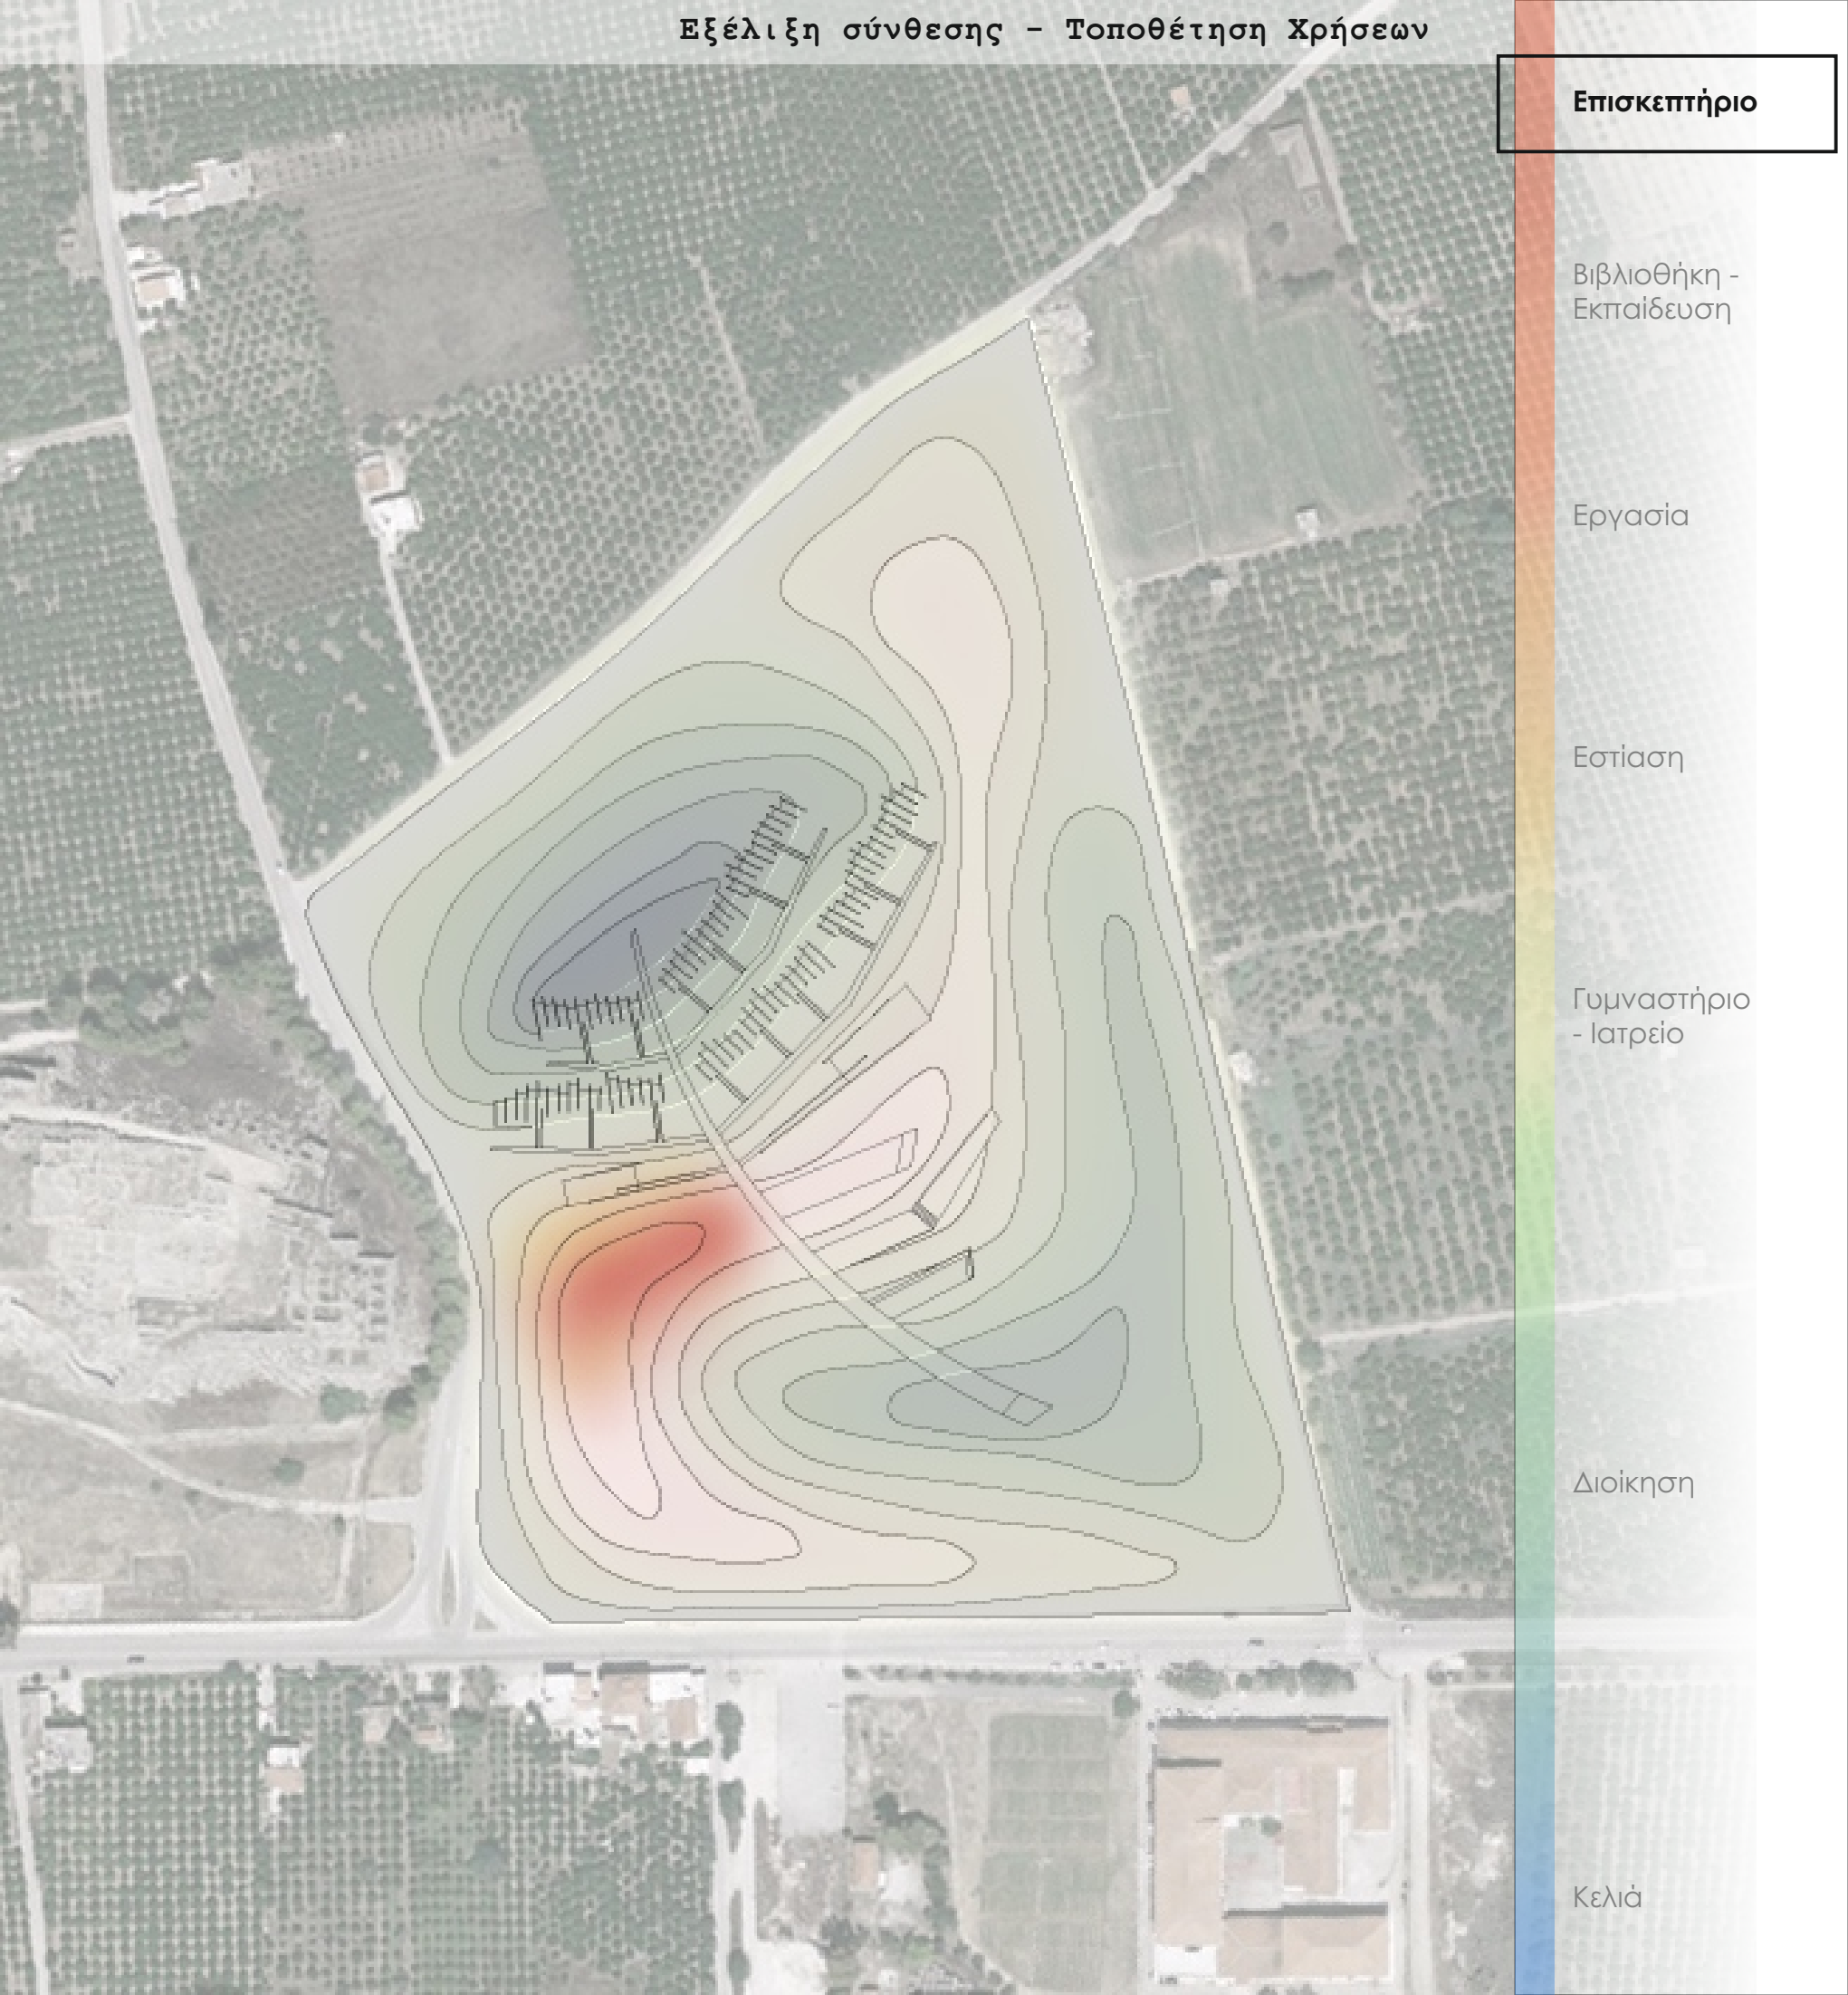 Εξέλιξη σύνθεσης - Τοποθέτηση Χρήσεων
Επισκεπτήριο
Βιβλιοθήκη -
Εκπαίδευση
Εργασία
Εστίαση
Γυμναστήριο
- Ιατρείο
Διοίκηση
Κελιά